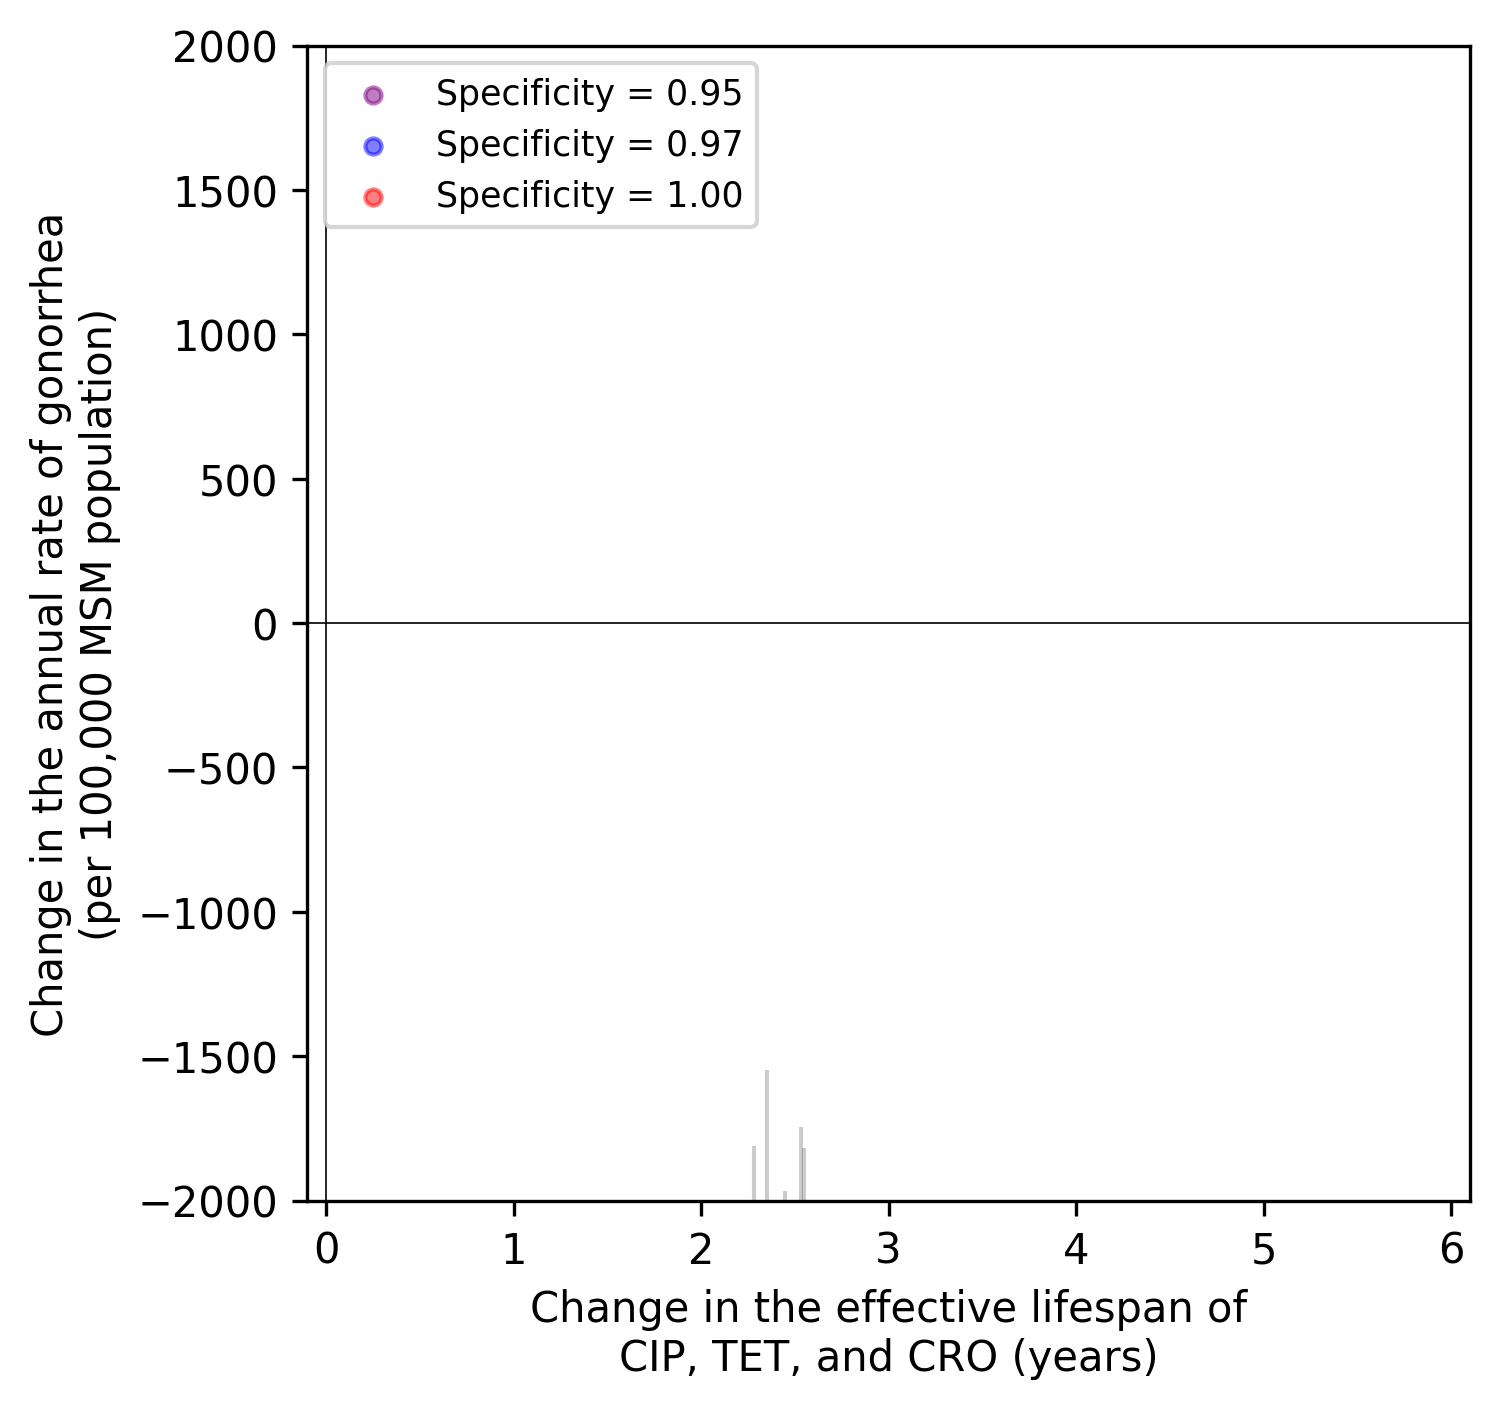 2000
1500
1000
500
0
−500
−1000
−1500
−2000
Change in the annual rate of gonorrhea
(per 100,000 MSM population)
Specificity = 0.95
Specificity = 0.97
Specificity = 1.00
0 1 2 3 4 5 6
Change in the effective lifespan of
CIP, TET, and CRO (years)